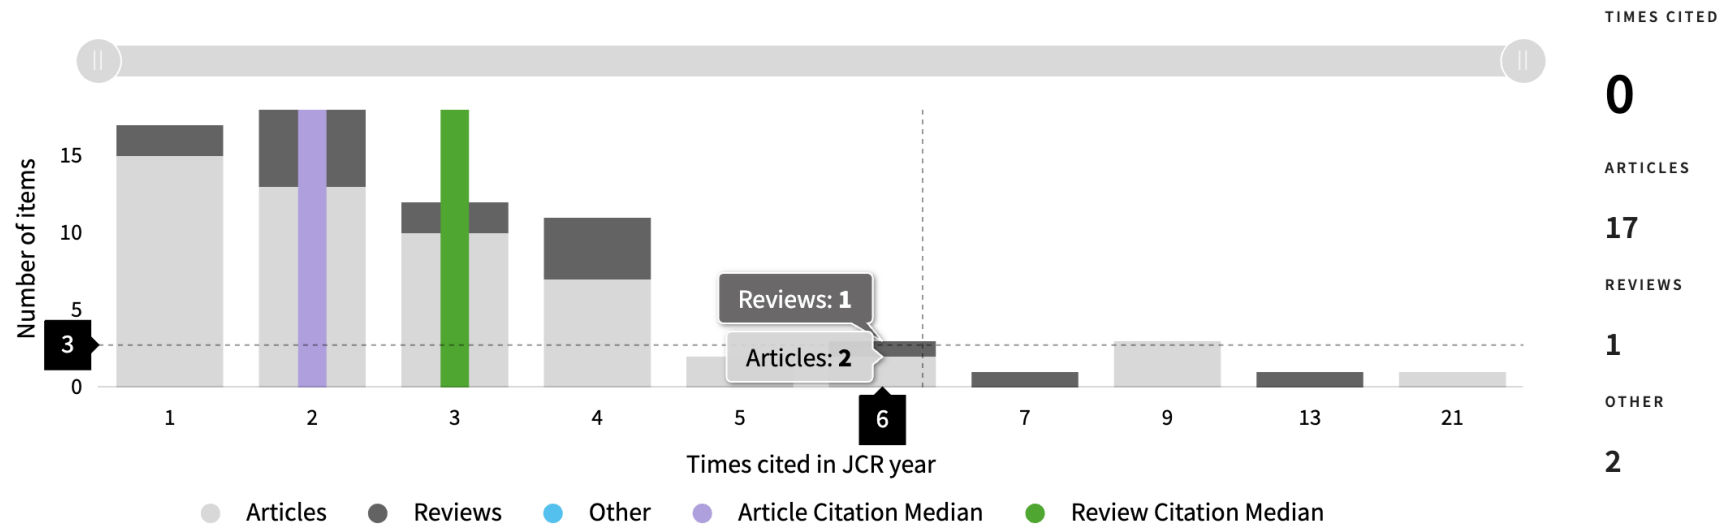 TIMES CITED
0
ARTICLES
17
REVIEWS
1
OTHER
2
Number of items
15
10
5
3
0
Reviews: 1
Articles: 2
1 2 3 4 5 6 7 9 13 21
Times cited in JCR year
Articles Reviews Other Article Citation Median Review Citation Median